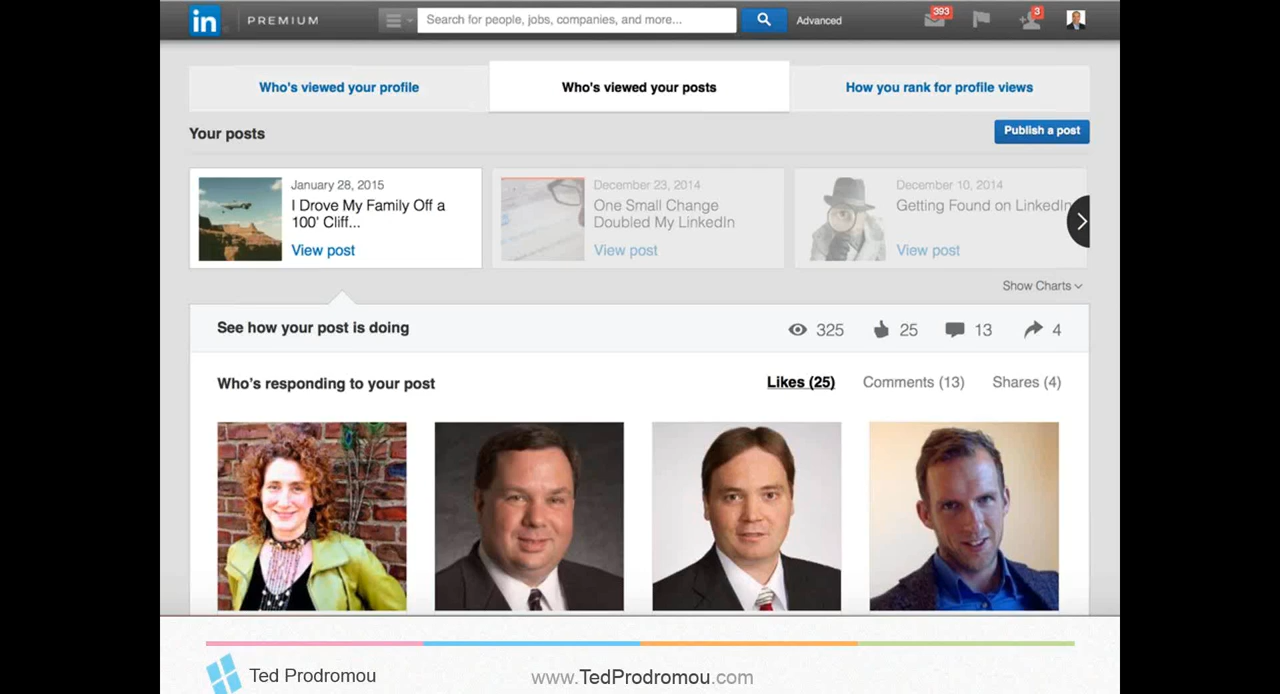 in PREMIUM Search for people, jobs, companies, and more... Advanced 393 3
Who's viewed your profile Who's viewed your posts How you rank for profile views
Your posts Publish a post
January 28, 2015
I Drove My Family Off a
100' Cliff...
View post
December 23, 2014
One Small Change
Doubled My LinkedIn
View post
December 10, 2014
Getting Found on LinkedIn
View post
Show Charts
See how your post is doing 325 25 13 4
Who's responding to your post Likes (25) Comments (13) Shares (4)
Ted Prodromou www.TedProdromou.com